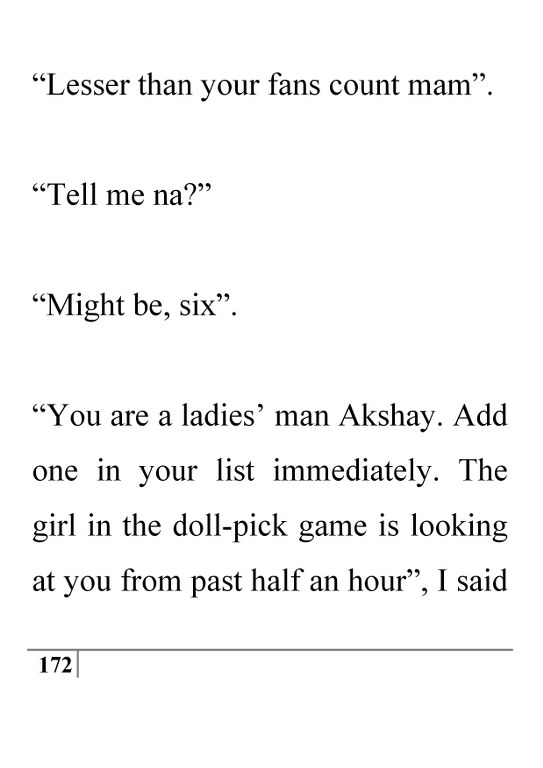 “Lesser than your fans count mam”.
“Tell me na?”
“Might be, six”.
“You are a ladies’ man Akshay. Add
one in your list immediately. The
girl in the doll-pick game is looking
at you from past half an hour”, I said
172